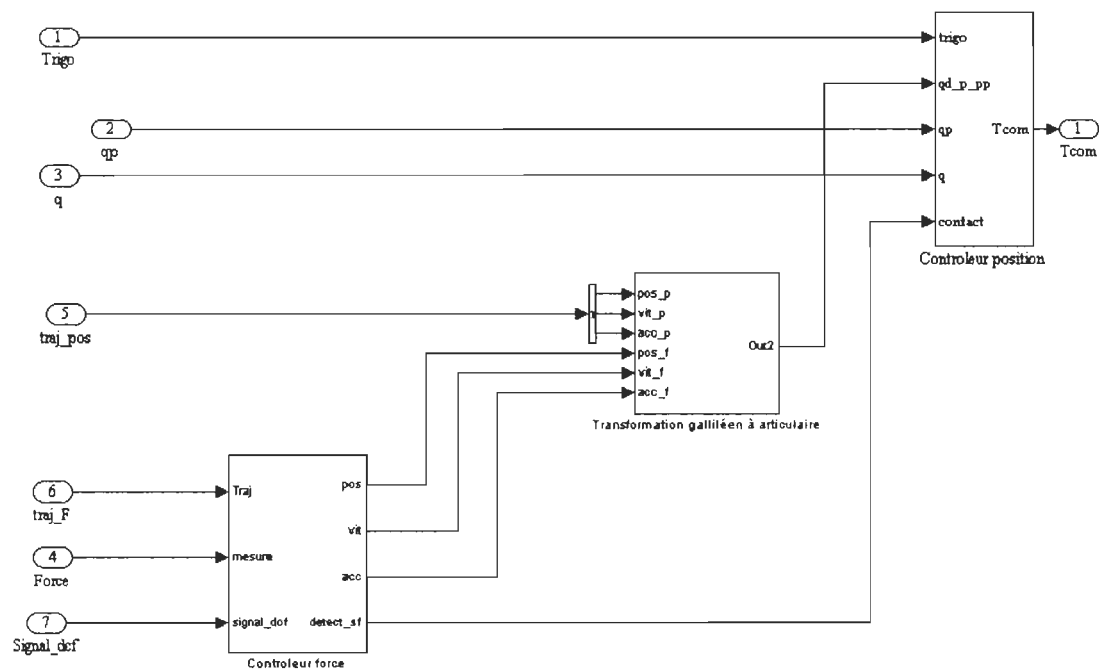 1
Trigo
2
qp
3
q
trigo
qd_p_pp
qp
q
contact
Tcom
Controleur position
1
Tcom
5
traj_pos
pos_p
vit_p
acc_p
pos_f
vit_f
acc_f
Out2
Transformation galliléen à articulaire
6
traj_F
4
Force
7
Signal_dcf
Traj
mesure
signal_dcf
pos
vit
acc
detect_sf
Controleur force